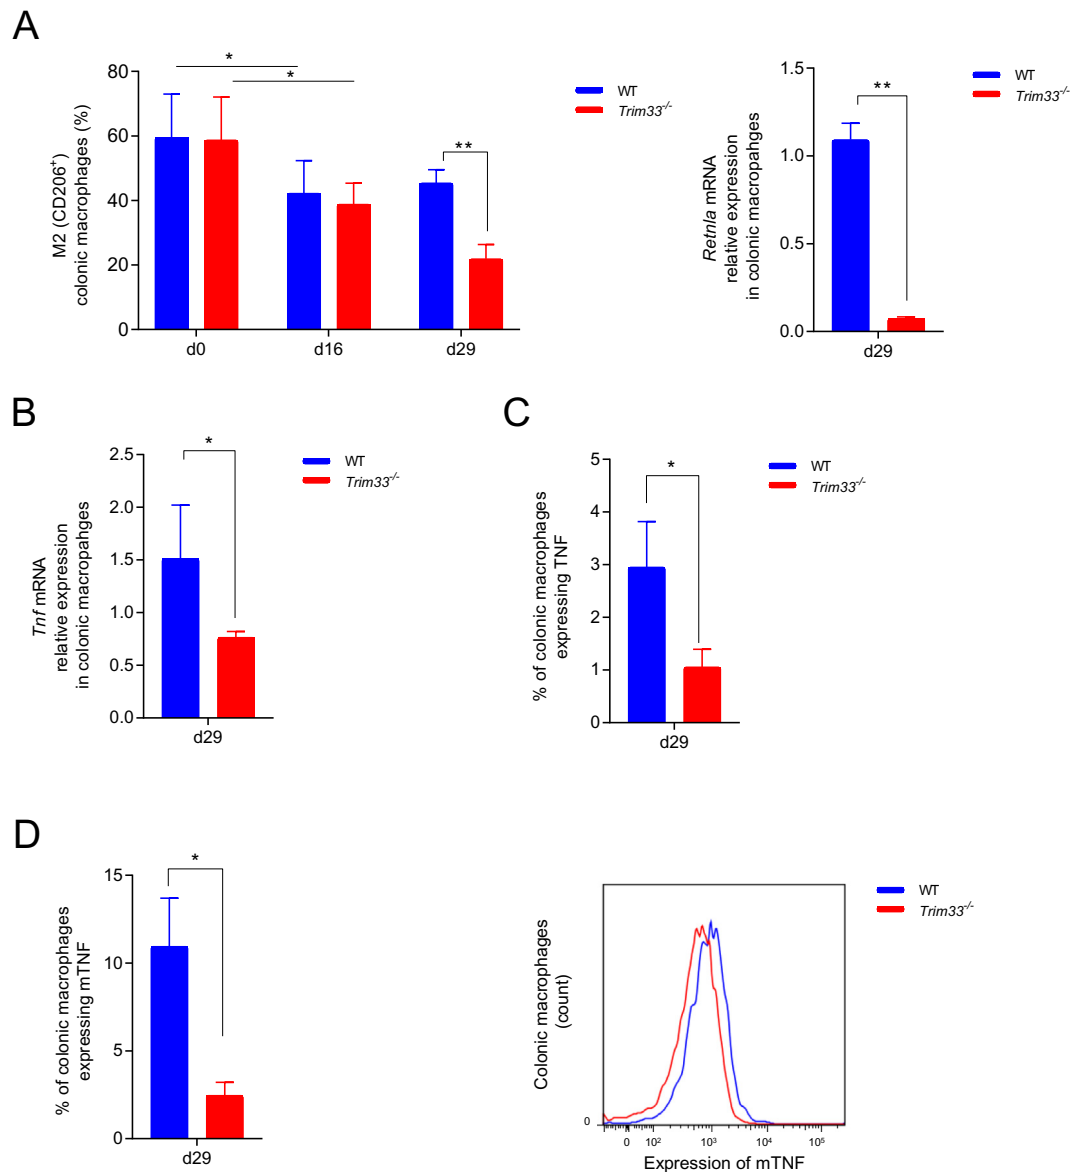 A
M2 (CD206⁺)
colonic macrophages (%)
80
60
40
20
0
*
*
**
d0
d16
d29
WT
Trim33⁻/⁻
Retnla mRNA
relative expression
in colonic macropahges
1.5
1.0
0.5
0.0
**
d29
WT
Trim33⁻/⁻
B
Tnf mRNA
relative expression
in colonic macropahges
2.5
2.0
1.5
1.0
0.5
0.0
*
d29
WT
Trim33⁻/⁻
C
% of colonic macrophages
expressing TNF
5
4
3
2
1
0
*
d29
WT
Trim33⁻/⁻
D
% of colonic macrophages
expressing mTNF
15
10
5
0
*
d29
Colonic macrophages
(count)
0
0 10² 10³ 10⁴ 10⁵
Expression of mTNF
WT
Trim33⁻/⁻